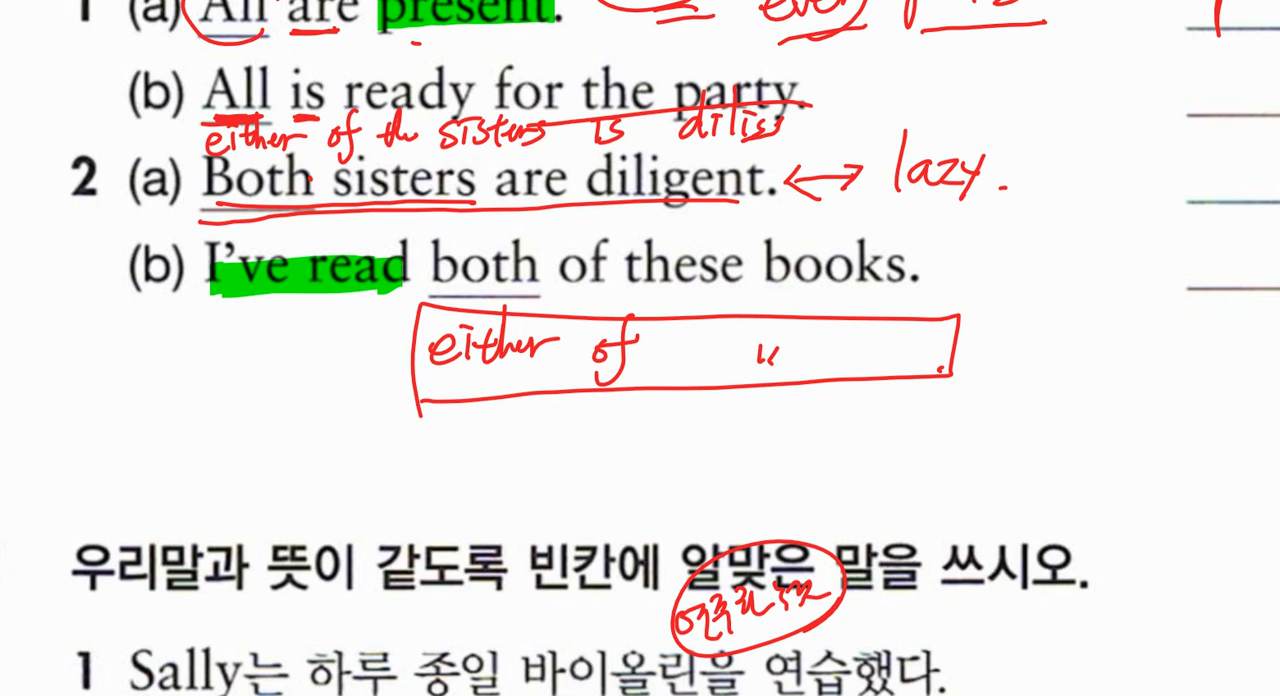 1 (a) All are present. every
(b) All is ready for the party.
either of the sisters is
2 (a) Both sisters are diligent. ↔ lazy.
(b) I've read both of these books.
either of 〃 .
우리말과 뜻이 같도록 빈칸에 알맞은 말을 쓰시오.
1 Sally는 하루 종일 바이올린을 연습했다.